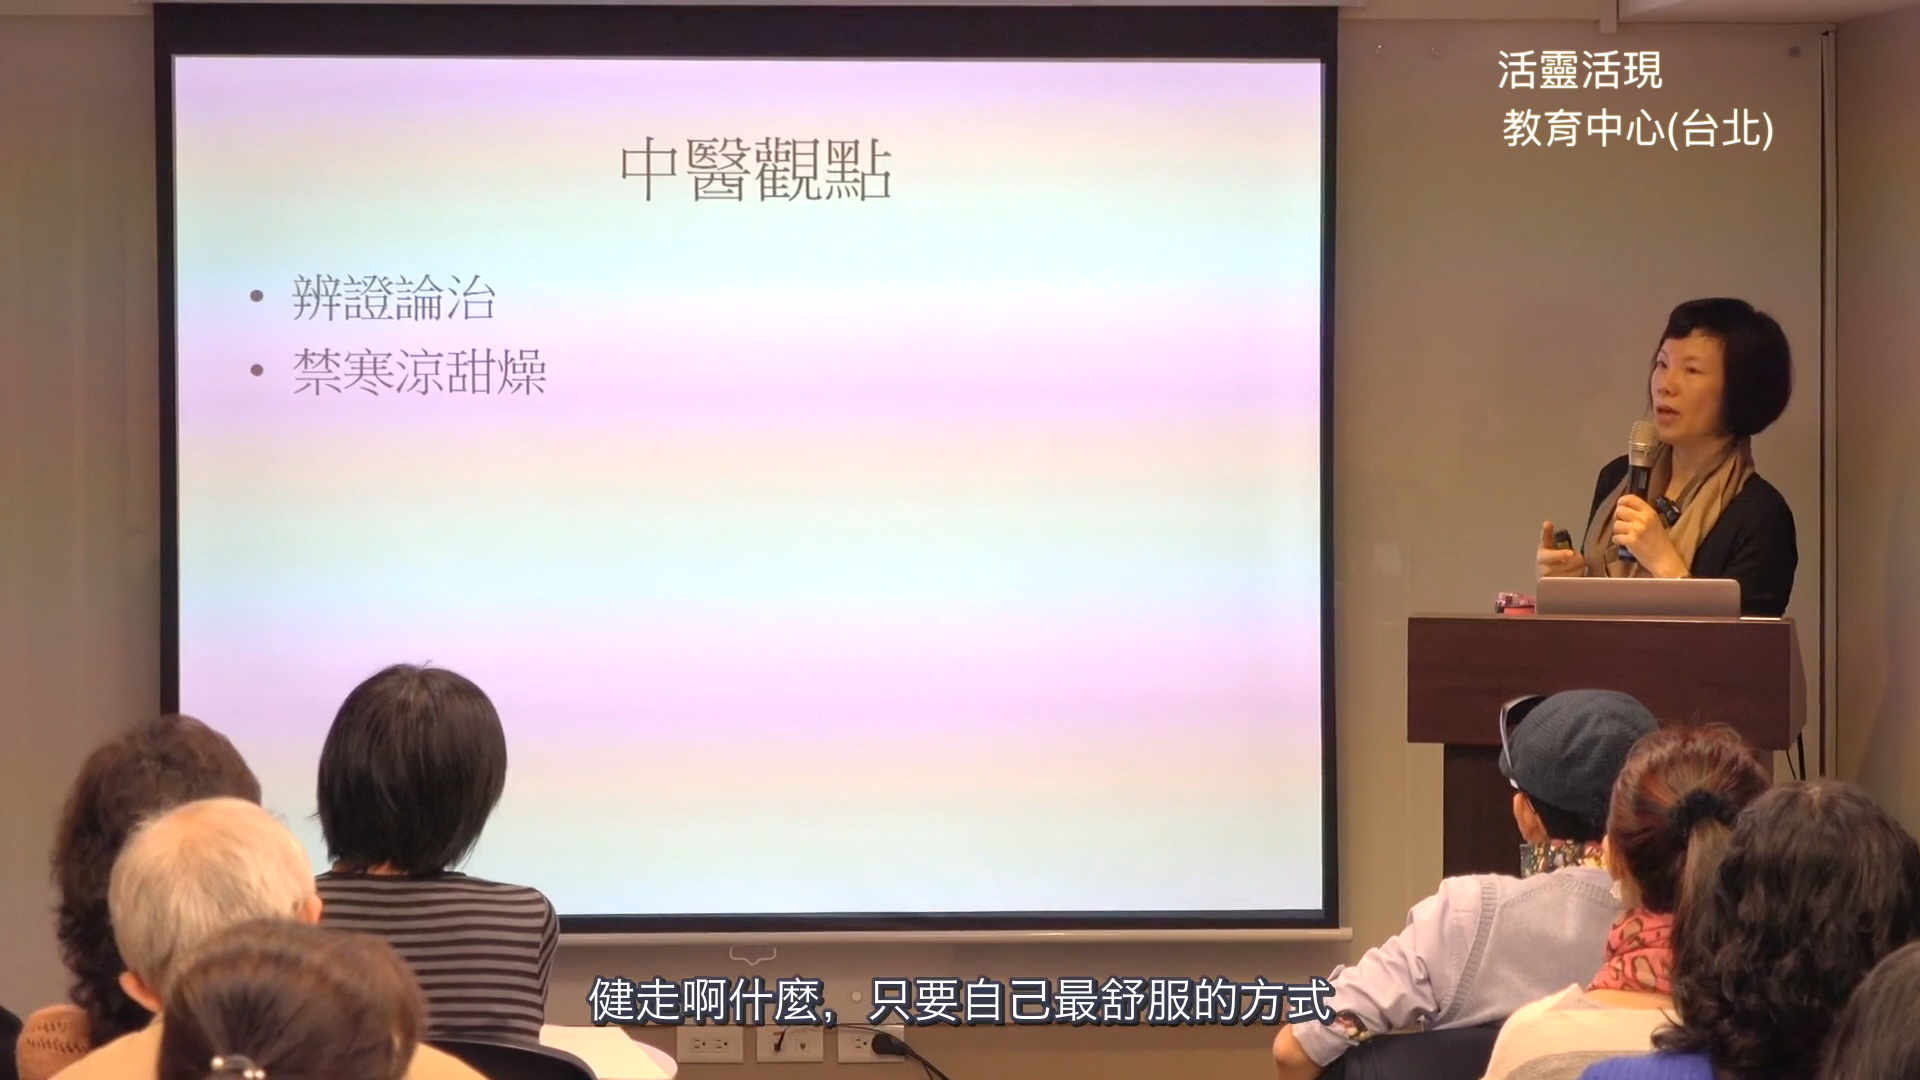 活靈活現
教育中心(台北)
中醫觀點
• 辨證論治
• 禁寒涼甜燥
健走啊什麼，只要自己最舒服的方式